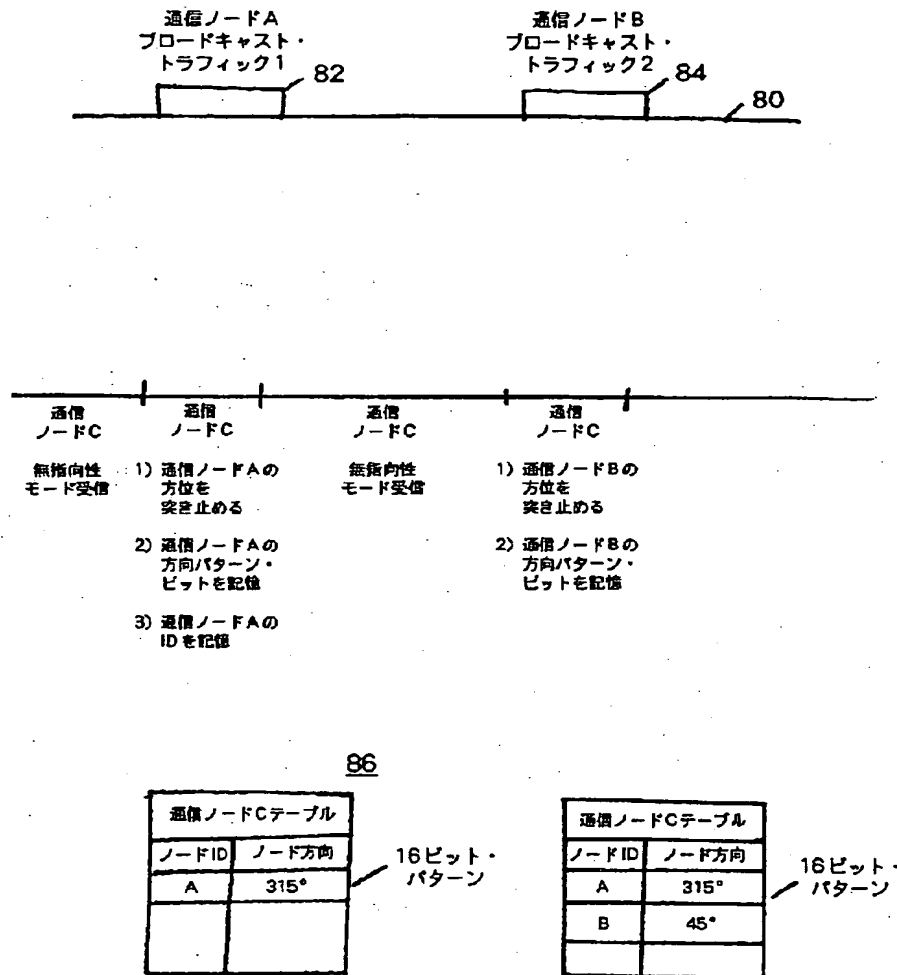 通信ノードA
ブロードキャスト・
トラフィック1
82
通信ノードB
ブロードキャスト・
トラフィック2
84
80
通信
ノードC
無指向性
モード受信
通信
ノードC
1) 通信ノードAの
方位を
突き止める
2) 通信ノードAの
方向パターン・
ビットを記憶
3) 通信ノードAの
IDを記憶
通信
ノードC
無指向性
モード受信
通信
ノードC
1) 通信ノードBの
方位を
突き止める
2) 通信ノードBの
方向パターン・
ビットを記憶
86
通信ノードCテーブル
ノードID ノード方向
A 315°
16ビット・
パターン
通信ノードCテーブル
ノードID ノード方向
A 315°
B 45°
16ビット・
パターン